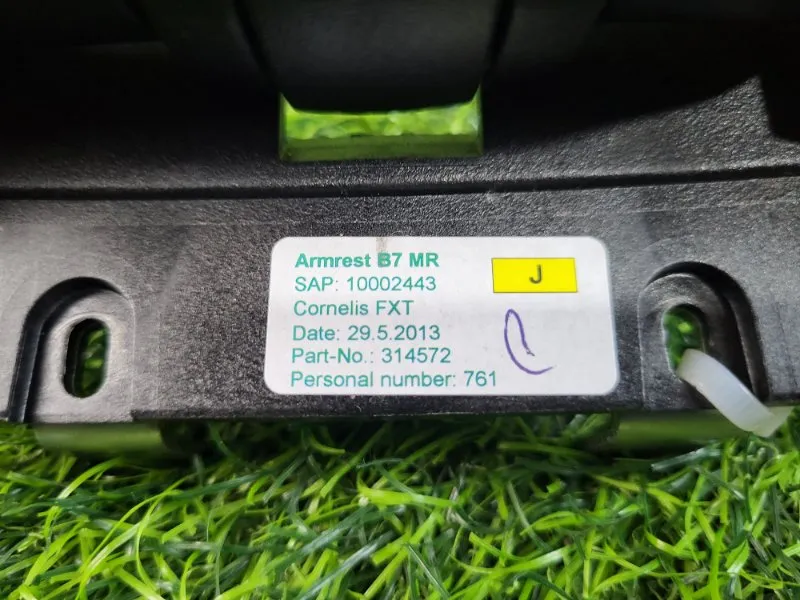 Armrest B7 MR
J
SAP: 10002443
Cornelis FXT
Date: 29.5.2013
Part-No.: 314572
Personal number: 761